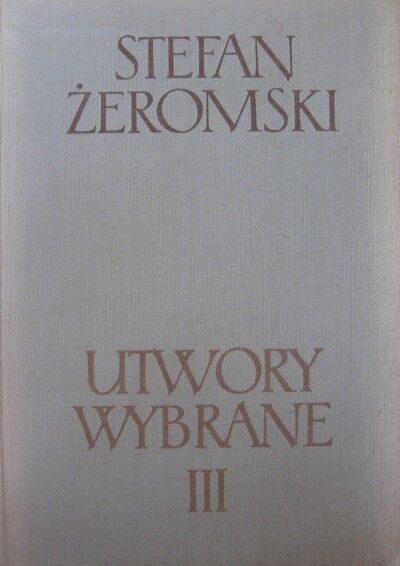 STEFAN
ŻEROMSKI
UTWORY
WYBRANE
III